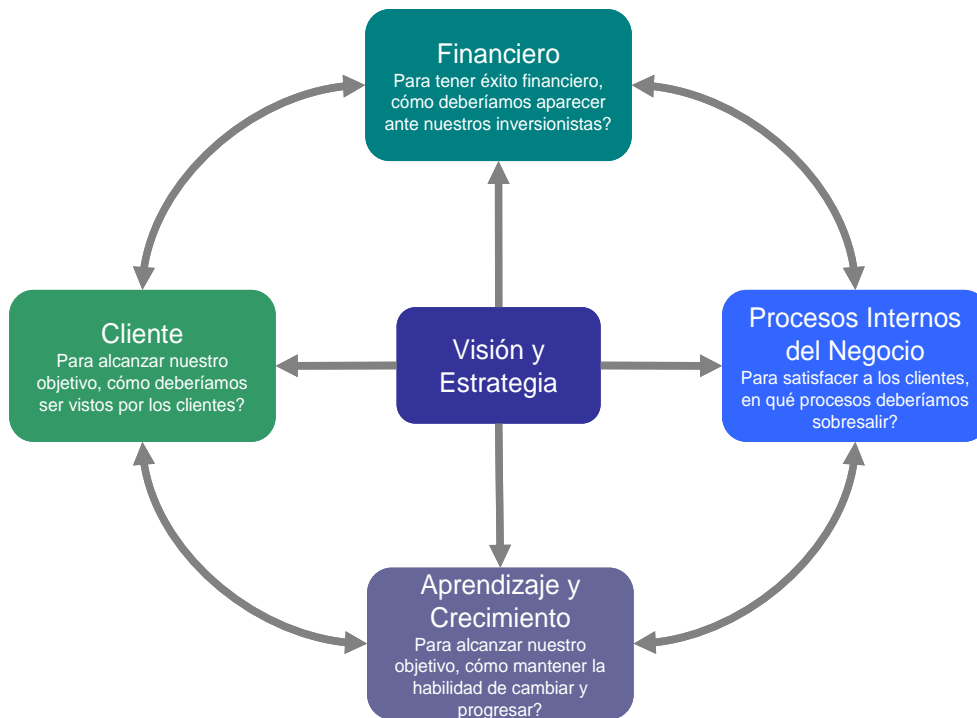 Financiero
Para tener éxito financiero,
cómo deberíamos aparecer
ante nuestros inversionistas?
Cliente
Para alcanzar nuestro
objetivo, cómo deberíamos
ser vistos por los clientes?
Visión y
Estrategia
Procesos Internos
del Negocio
Para satisfacer a los clientes,
en qué procesos deberíamos
sobresalir?
Aprendizaje y
Crecimiento
Para alcanzar nuestro
objetivo, cómo mantener la
habilidad de cambiar y
progresar?